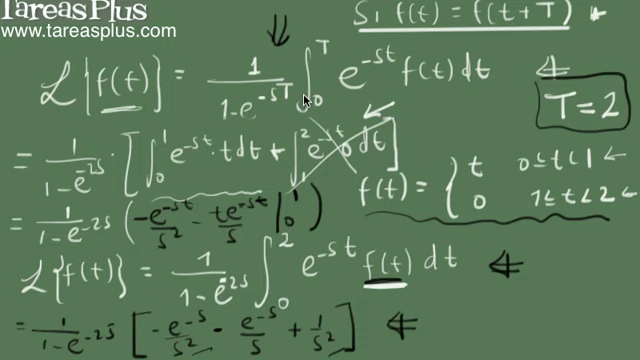 TareasPlus
www.tareasplus.com
Si f(t) = f(t+T)
ℒ{f(t)} = 1/(1-e^{-sT}) ∫_0^T e^{-st} f(t) dt
T = 2
= 1/(1-e^{-2s}) · [∫_0^1 e^{-st}·t dt + ∫_1^2 e^{-st} 0 dt]
f(t) = { t 0≤t<1
0 1≤t<2
= 1/(1-e^{-2s}) (-e^{-st}/s² - te^{-st}/s |_0^1)
ℒ{f(t)} = 1/(1-e^{-2s}) ∫_0^2 e^{-st} f(t) dt
= 1/(1-e^{-2s}) [-e^{-s}/s² - e^{-s}/s + 1/s²]